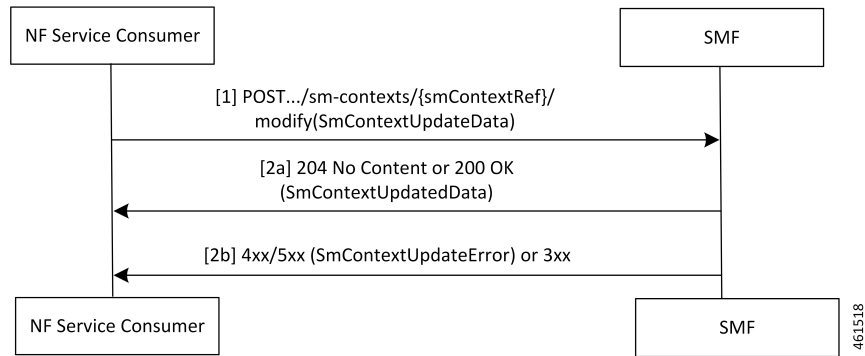 NF Service Consumer
SMF
[1] POST.../sm-contexts/{smContextRef}/
modify(SmContextUpdateData)
[2a] 204 No Content or 200 OK
(SmContextUpdatedData)
[2b] 4xx/5xx (SmContextUpdateError) or 3xx
NF Service Consumer
SMF
461518